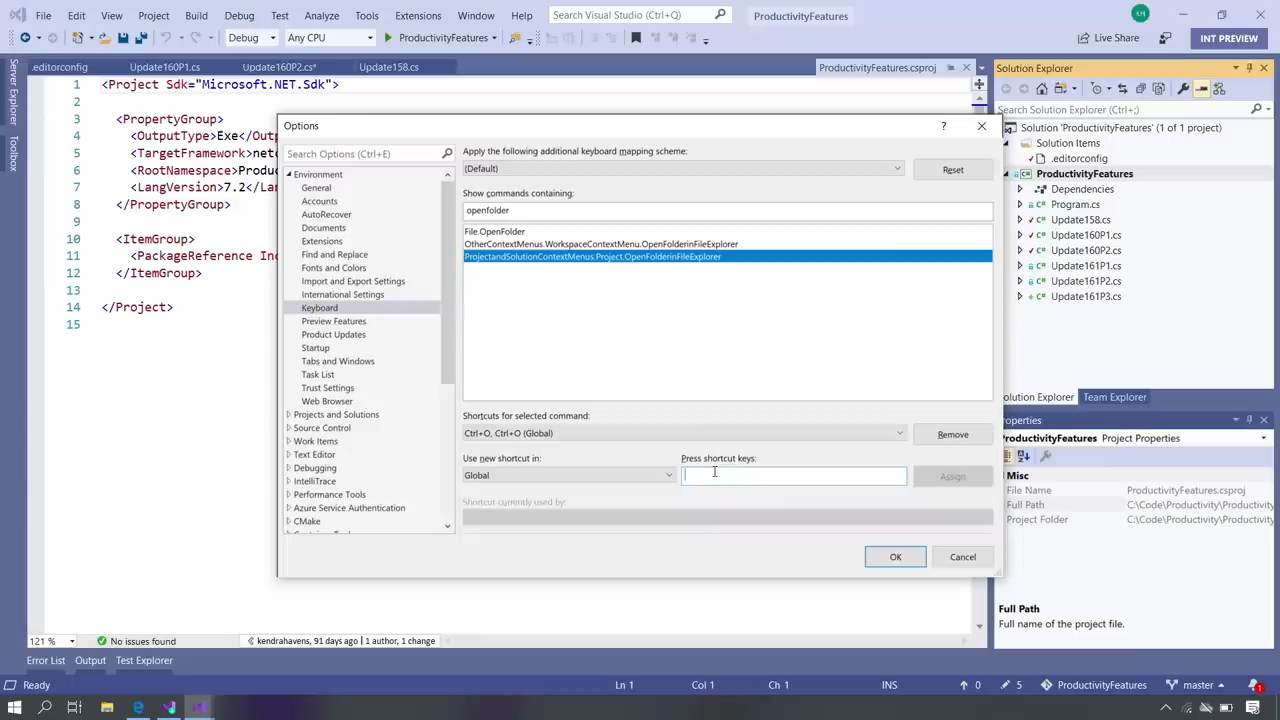 File Edit View Project Build Debug Test Analyze Tools Extensions Window Help Search Visual Studio (Ctrl+Q) ProductivityFeatures KH
Debug Any CPU ProductivityFeatures Live Share INT PREVIEW
Server Explorer
Toolbox
.editorconfig Update160P1.cs Update160P2.cs* Update158.cs ProductivityFeatures.csproj
1 <Project Sdk="Microsoft.NET.Sdk">
2
3 <PropertyGroup>
4 <OutputType>Exe</Outp
5 <TargetFramework>netc
6 <RootNamespace>Produc
7 <LangVersion>7.2</Lan
8 </PropertyGroup>
9
10 <ItemGroup>
11 <PackageReference Inc
12 </ItemGroup>
13
14 </Project>
15
Options
Search Options (Ctrl+E)
Environment
General
Accounts
AutoRecover
Documents
Extensions
Find and Replace
Fonts and Colors
Import and Export Settings
International Settings
Keyboard
Preview Features
Product Updates
Startup
Tabs and Windows
Task List
Trust Settings
Web Browser
Projects and Solutions
Source Control
Work Items
Text Editor
Debugging
IntelliTrace
Performance Tools
Azure Service Authentication
CMake
Apply the following additional keyboard mapping scheme:
(Default) Reset
Show commands containing:
openfolder
File.OpenFolder
OtherContextMenus.WorkspaceContextMenu.OpenFolderinFileExplorer
ProjectandSolutionContextMenus.Project.OpenFolderinFileExplorer
Shortcuts for selected command:
Ctrl+O, Ctrl+O (Global) Remove
Use new shortcut in: Press shortcut keys:
Global Assign
Shortcut currently used by:
OK Cancel
Solution Explorer
Search Solution Explorer (Ctrl+;)
Solution 'ProductivityFeatures' (1 of 1 project)
Solution Items
.editorconfig
ProductivityFeatures
Dependencies
Program.cs
Update158.cs
Update160P1.cs
Update160P2.cs
Update161P1.cs
Update161P2.cs
Update161P3.cs
olution Explorer Team Explorer
roperties
ProductivityFeatures Project Properties
Misc
File Name ProductivityFeatures.csproj
Full Path C:\Code\Productivity\Productivity
Project Folder C:\Code\Productivity\Productivity
Full Path
Full name of the project file.
121 % No issues found kendrahavens, 91 days ago | 1 author, 1 change
Error List Output Test Explorer
Ready Ln 1 Col 1 Ch 1 INS 0 5 ProductivityFeatures master 1